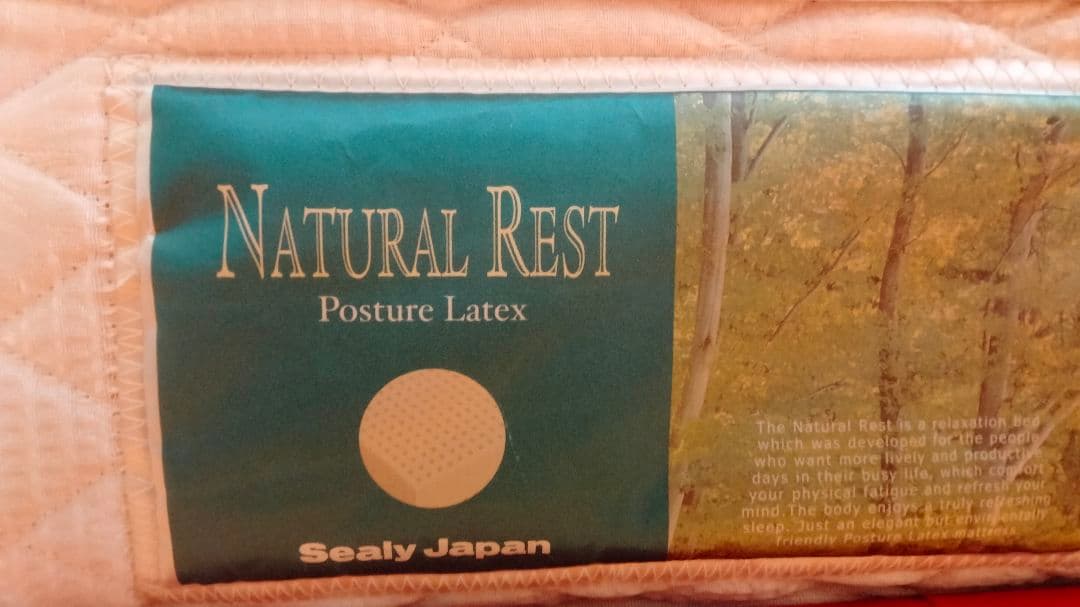 NATURAL REST
Posture Latex
Sealy Japan
The Natural Rest is a relaxation Bed
which was developed for the people
who want more lively and productive
days in their busy life, which comfort
your physical fatigue and refresh your
mind.The body enjoys a truly refreshing
sleep. Just an elegant but
friendly Posture Latex mattress